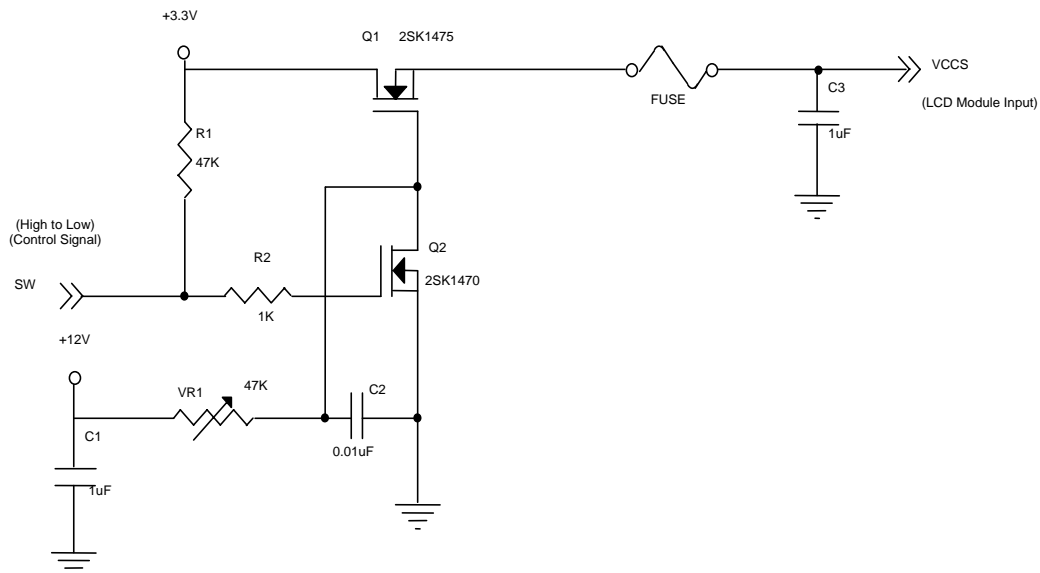 +3.3V
Q1 2SK1475
VCCS
FUSE
C3
(LCD Module Input)
R1
1uF
47K
(High to Low)
(Control Signal)
Q2
R2
2SK1470
SW
1K
+12V
VR1
47K
C2
C1
0.01uF
1uF